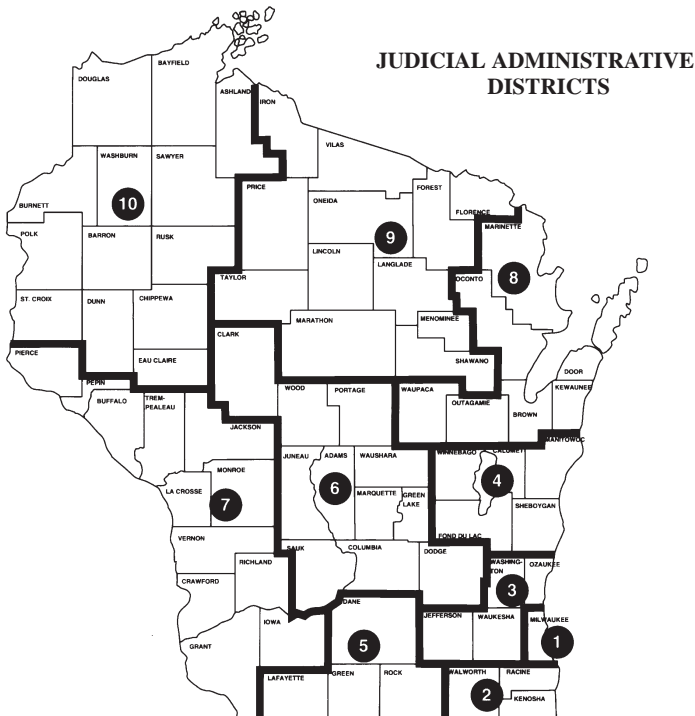 JUDICIAL ADMINISTRATIVE
DISTRICTS
BAYFIELD
DOUGLAS
ASHLAND
IRON
VILAS
WASHBURN
SAWYER
PRICE
FOREST
ONEIDA
BURNETT
10
FLORENCE
MARINETTE
POLK
BARRON
RUSK
9
LINCOLN
LANGLADE
TAYLOR
OCONTO
8
ST. CROIX
DUNN
CHIPPEWA
MARATHON
MENOMINEE
CLARK
PIERCE
EAU CLAIRE
SHAWANO
DOOR
PEPIN
WOOD
PORTAGE
WAUPACA
KEWAUNEE
BUFFALO
TREM-
PEALEAU
OUTAGAMIE
BROWN
JACKSON
MANITOWOC
JUNEAU
ADAMS
WAUSHARA
WINNEBAGO
CALUMET
MONROE
6
4
LA CROSSE
7
MARQUETTE
GREEN
LAKE
SHEBOYGAN
VERNON
FOND DU LAC
SAUK
COLUMBIA
DODGE
RICHLAND
WASHING-
TON
OZAUKEE
CRAWFORD
3
DANE
JEFFERSON
WAUKESHA
MILWAUKEE
IOWA
5
1
GRANT
LAFAYETTE
GREEN
ROCK
WALWORTH
RACINE
2
KENOSHA